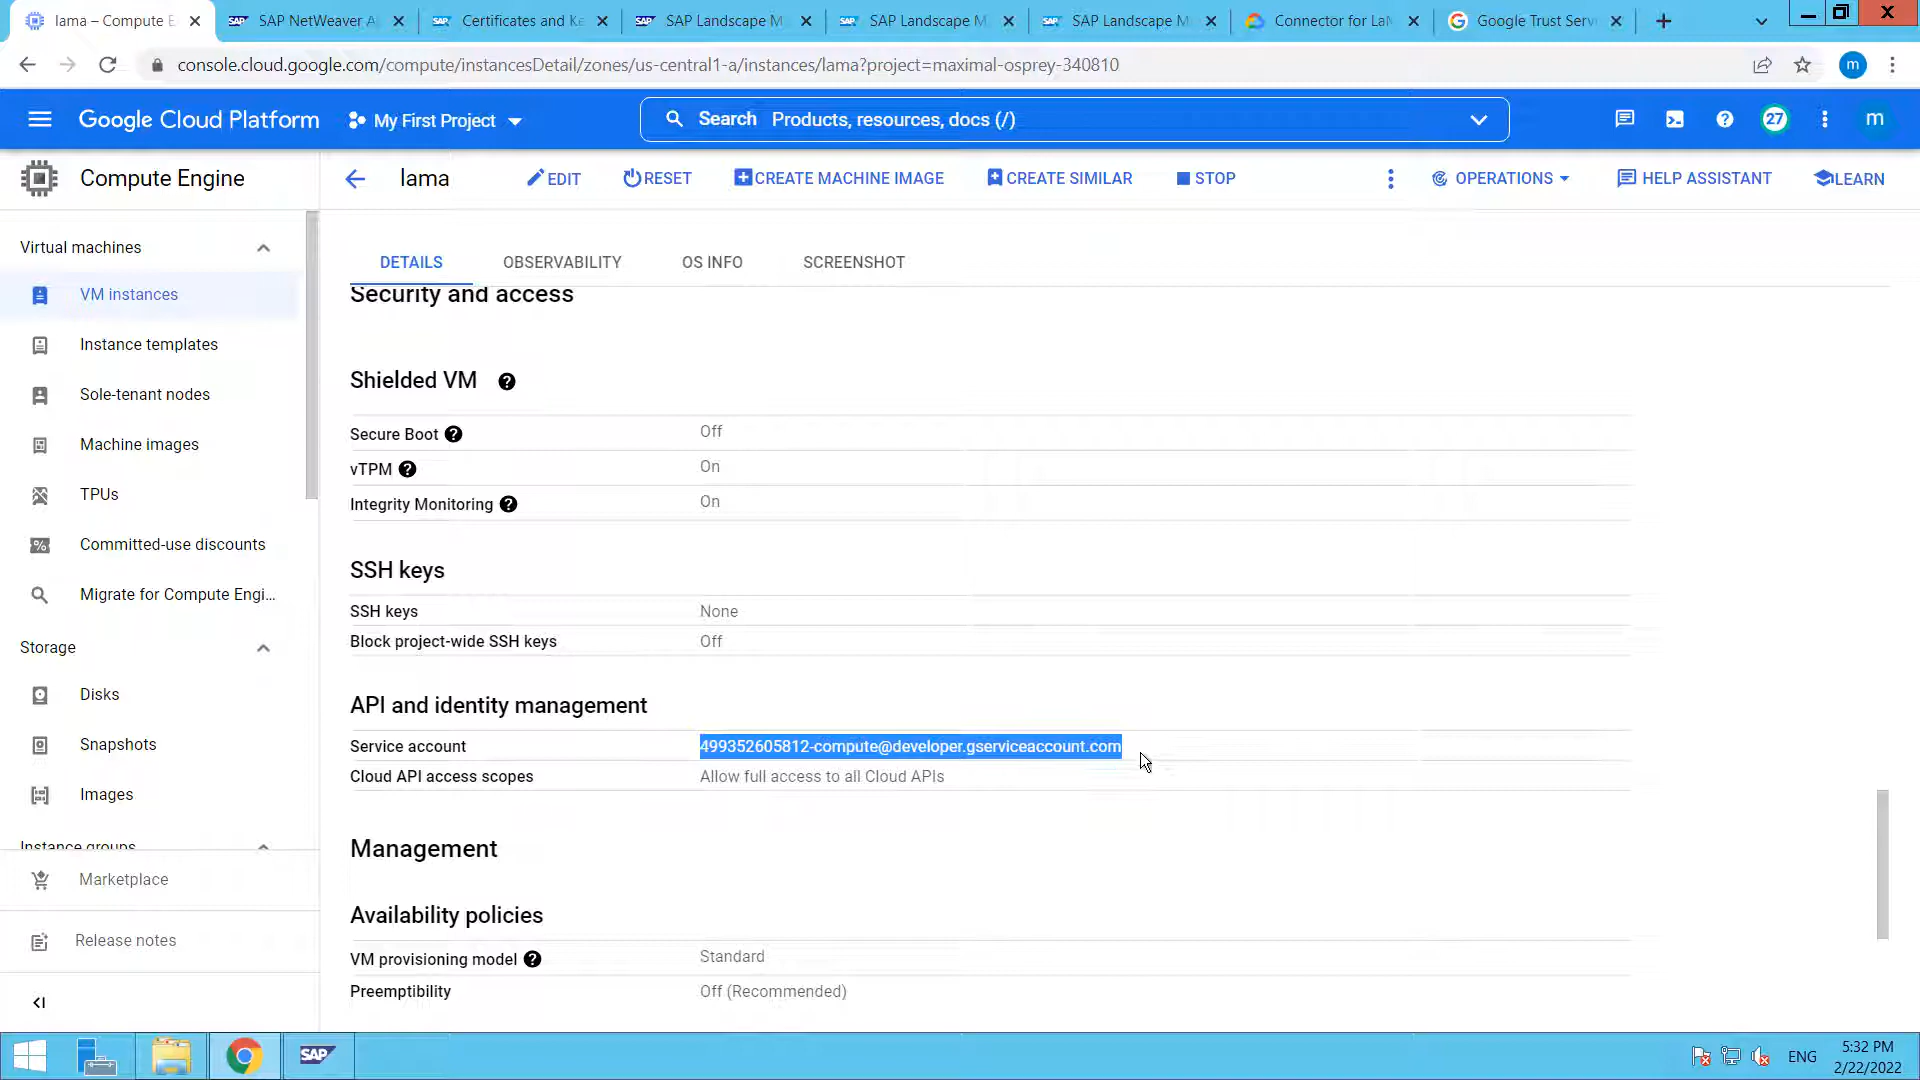 lama – Compute E
SAP NetWeaver A
Certificates and Ke
SAP Landscape M
SAP Landscape M
SAP Landscape M
Connector for LaM
Google Trust Serv
console.cloud.google.com/compute/instancesDetail/zones/us-central1-a/instances/lama?project=maximal-osprey-340810
m
Google Cloud Platform
My First Project
Search Products, resources, docs (/)
27
m
Compute Engine
lama
EDIT
RESET
CREATE MACHINE IMAGE
CREATE SIMILAR
STOP
OPERATIONS
HELP ASSISTANT
LEARN
Virtual machines
VM instances
Instance templates
Sole-tenant nodes
Machine images
TPUs
Committed-use discounts
Migrate for Compute Engi...
Storage
Disks
Snapshots
Images
Instance groups
Marketplace
Release notes
DETAILS
OBSERVABILITY
OS INFO
SCREENSHOT
Security and access
Shielded VM
Secure Boot Off
vTPM On
Integrity Monitoring On
SSH keys
SSH keys None
Block project-wide SSH keys Off
API and identity management
Service account 499352605812-compute@developer.gserviceaccount.com
Cloud API access scopes Allow full access to all Cloud APIs
Management
Availability policies
VM provisioning model Standard
Preemptibility Off (Recommended)
SAP
ENG
5:32 PM
2/22/2022